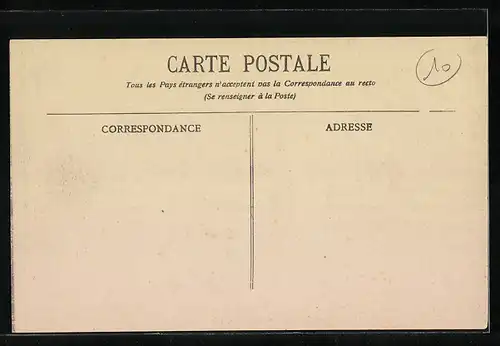 CARTE POSTALE
Tous les Pays étrangers n'acceptent pas la Correspondance au recto
(Se renseigner à la Poste)
CORRESPONDANCE
ADRESSE
10